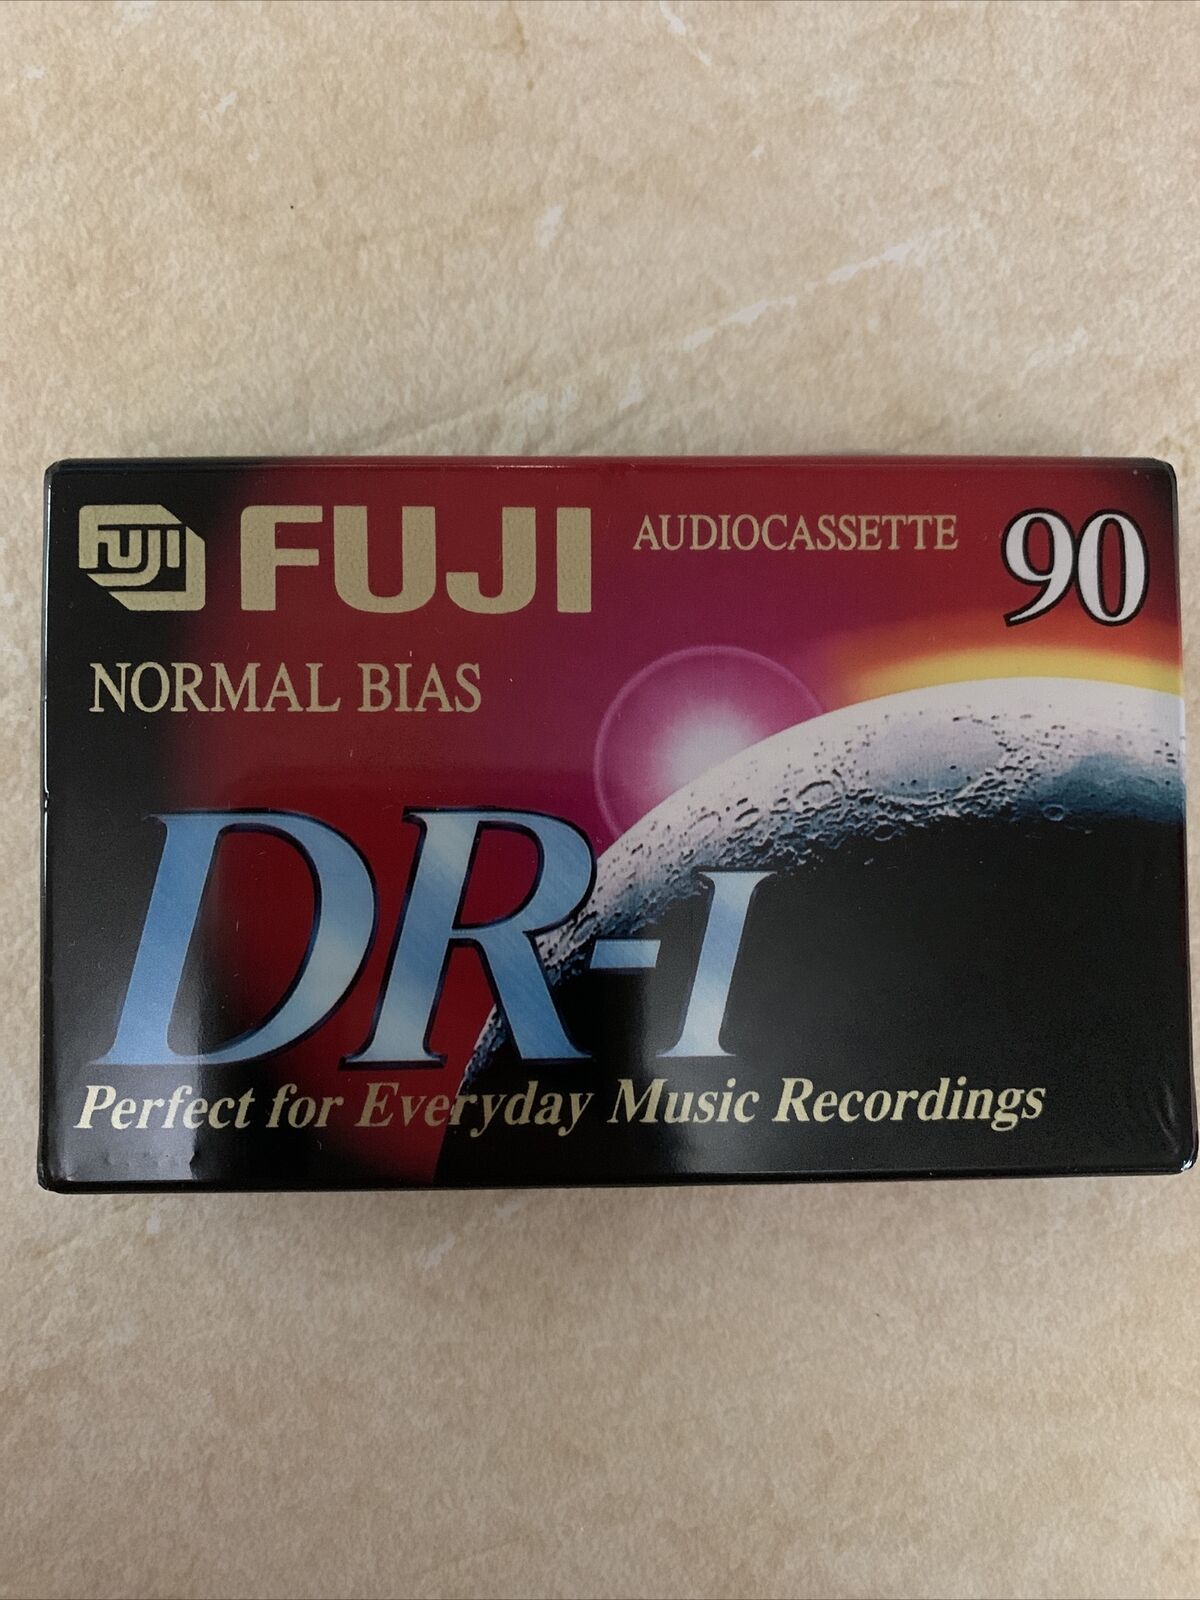 FUJI FUJI AUDIOCASSETTE 90
NORMAL BIAS
DR-I
Perfect for Everyday Music Recordings